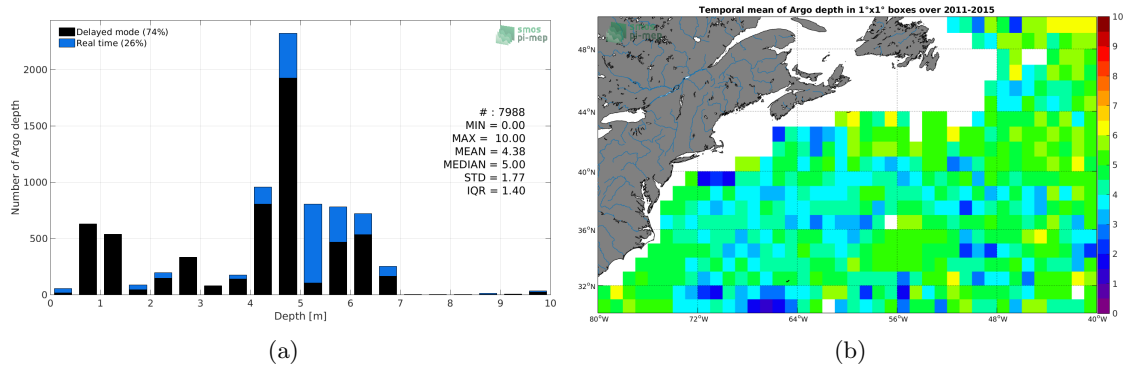 Delayed mode (74%)
Real time (26%)
smos
pi-mep
Number of Argo depth
2000
1500
1000
500
0
# : 7988
MIN = 0.00
MAX = 10.00
MEAN = 4.38
MEDIAN = 5.00
STD = 1.77
IQR = 1.40
0 1 2 3 4 5 6 7 8 9 10
Depth [m]
(a)
Temporal mean of Argo depth in 1°x1° boxes over 2011-2015
smos
pi-mep
48°N
44°N
40°N
36°N
32°N
80°W 72°W 64°W 56°W 48°W 40°W
10
9
8
7
6
5
4
3
2
1
0
(b)